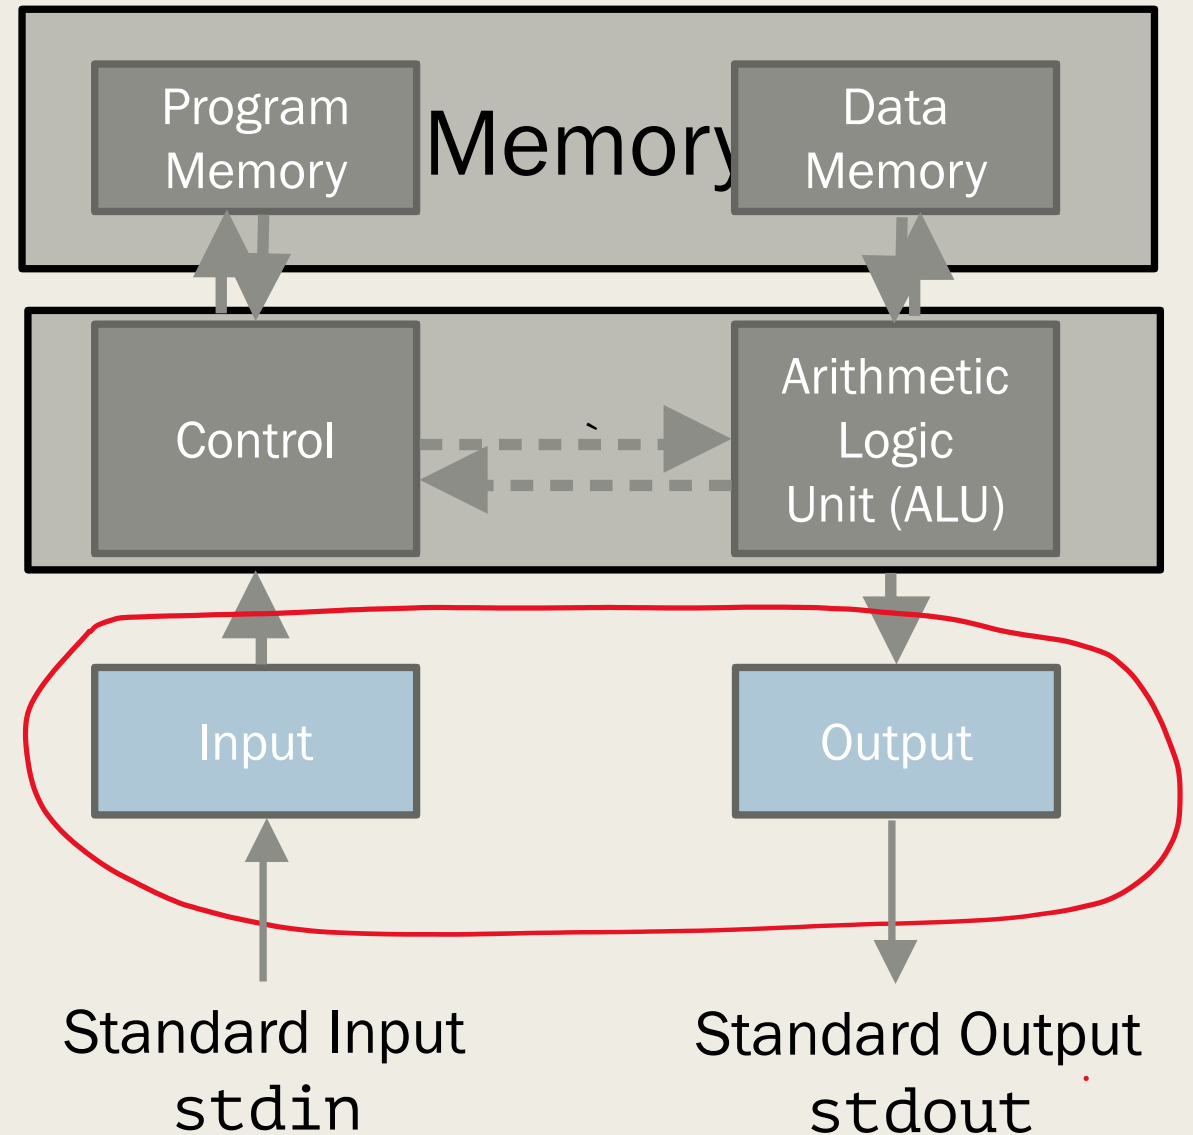 Program
Memory
Memory
Data
Memory
Control
Arithmetic
Logic
Unit (ALU)
Input
Output
Standard Input
stdin
Standard Output
stdout